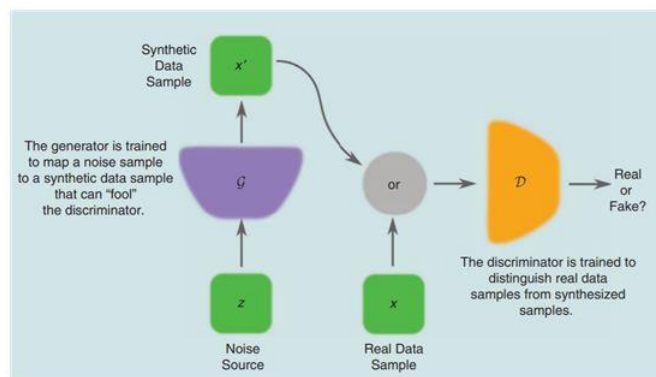 Synthetic
Data
Sample
x′
The generator is trained
to map a noise sample
to a synthetic data sample
that can “fool”
the discriminator.
G
or
D
Real
or
Fake?
The discriminator is trained to
distinguish real data
samples from synthesized
samples.
z
x
Noise
Source
Real Data
Sample